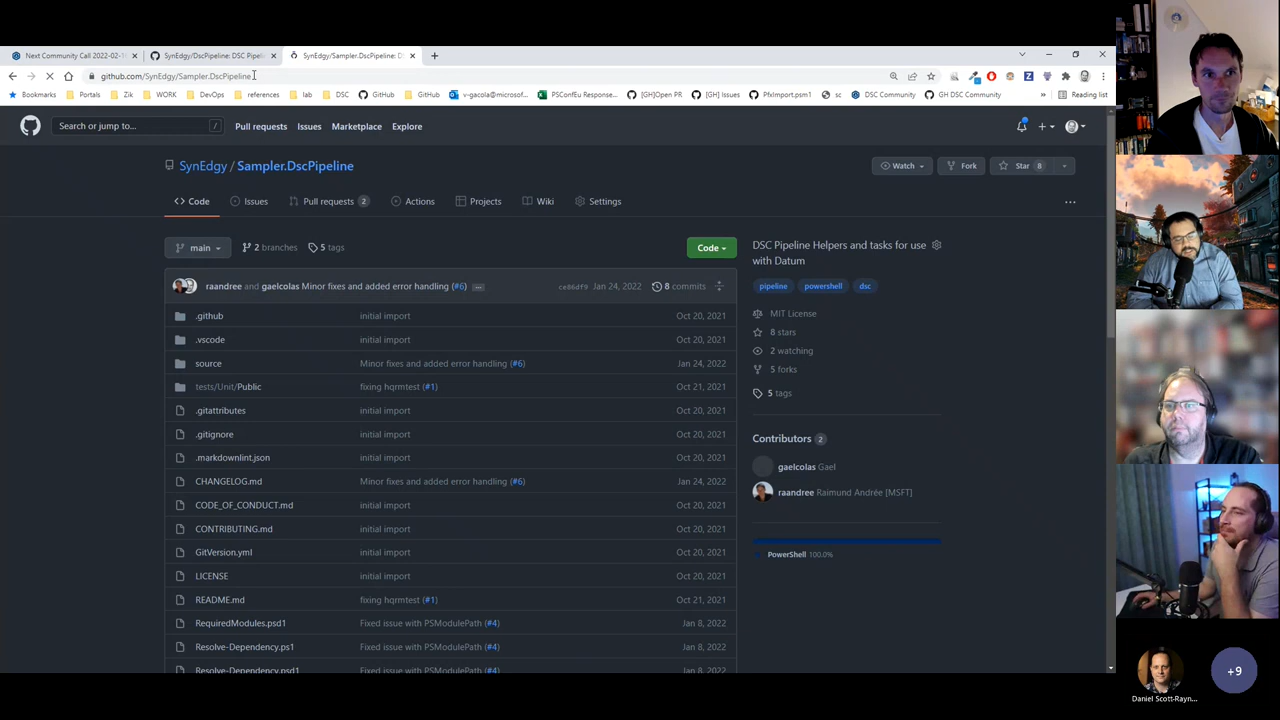 Next Community Call 2022-02-
SynEdgy/DscPipeline: DSC Pipeli
SynEdgy/Sampler.DscPipeline: D
github.com/SynEdgy/Sampler.DscPipeline
Bookmarks Portals Zik WORK DevOps references lab DSC GitHub GitHub v-gacola@microsof... PSConfEu Response... [GH]Open PR [GH] Issues PfxImport.psm1 sc DSC Community GH DSC Community » Reading list
Search or jump to... / Pull requests Issues Marketplace Explore
SynEdgy / Sampler.DscPipeline
Watch Fork Star 8
Code Issues Pull requests 2 Actions Projects Wiki Settings
main 2 branches 5 tags Code
raandree and gaelcolas Minor fixes and added error handling (#6) ... ce86df9 Jan 24, 2022 8 commits
.github initial import Oct 20, 2021
.vscode initial import Oct 20, 2021
source Minor fixes and added error handling (#6) Jan 24, 2022
tests/Unit/Public fixing hqrmtest (#1) Oct 21, 2021
.gitattributes initial import Oct 20, 2021
.gitignore initial import Oct 20, 2021
.markdownlint.json initial import Oct 20, 2021
CHANGELOG.md Minor fixes and added error handling (#6) Jan 24, 2022
CODE_OF_CONDUCT.md initial import Oct 20, 2021
CONTRIBUTING.md initial import Oct 20, 2021
GitVersion.yml initial import Oct 20, 2021
LICENSE initial import Oct 20, 2021
README.md fixing hqrmtest (#1) Oct 21, 2021
RequiredModules.psd1 Fixed issue with PSModulePath (#4) Jan 8, 2022
Resolve-Dependency.ps1 Fixed issue with PSModulePath (#4) Jan 8, 2022
Resolve-Dependency.psd1 Fixed issue with PSModulePath (#4) Jan 8, 2022
DSC Pipeline Helpers and tasks for use
with Datum
pipeline powershell dsc
MIT License
8 stars
2 watching
5 forks
5 tags
Contributors 2
gaelcolas Gael
raandree Raimund Andrée [MSFT]
PowerShell 100.0%
Daniel Scott-Rayn...
+9